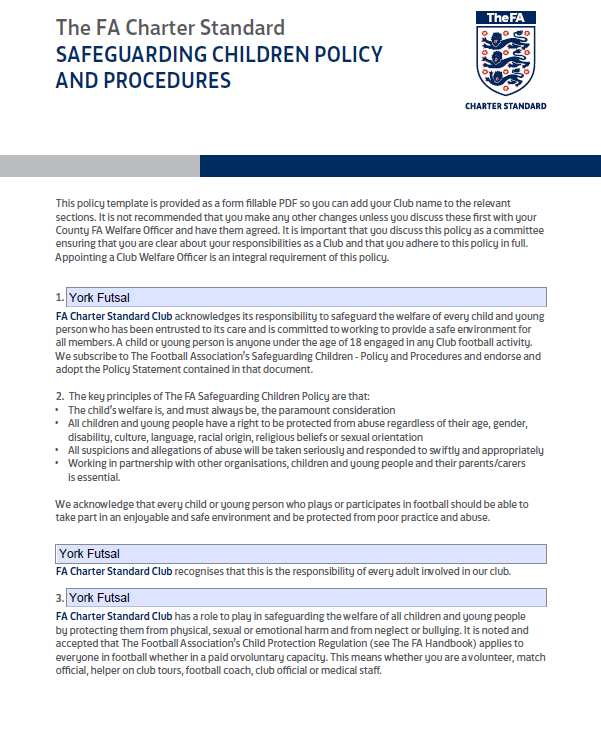 The FA Charter Standard
SAFEGUARDING CHILDREN POLICY
AND PROCEDURES
TheFA
CHARTER STANDARD
This policy template is provided as a form fillable PDF so you can add your Club name to the relevant
sections. It is not recommended that you make any other changes unless you discuss these first with your
County FA Welfare Officer and have them agreed. It is important that you discuss this policy as a committee
ensuring that you are clear about your responsibilities as a Club and that you adhere to this policy in full.
Appointing a Club Welfare Officer is an integral requirement of this policy.
1. York Futsal
FA Charter Standard Club acknowledges its responsibility to safeguard the welfare of every child and young
person who has been entrusted to its care and is committed to working to provide a safe environment for
all members. A child or young person is anyone under the age of 18 engaged in any Club football activity.
We subscribe to The Football Association's Safeguarding Children - Policy and Procedures and endorse and
adopt the Policy Statement contained in that document.
2. The key principles of The FA Safeguarding Children Policy are that:
• The child's welfare is, and must always be, the paramount consideration
• All children and young people have a right to be protected from abuse regardless of their age, gender,
disability, culture, language, racial origin, religious beliefs or sexual orientation
• All suspicions and allegations of abuse will be taken seriously and responded to swiftly and appropriately
• Working in partnership with other organisations, children and young people and their parents/carers
is essential.
We acknowledge that every child or young person who plays or participates in football should be able to
take part in an enjoyable and safe environment and be protected from poor practice and abuse.
York Futsal
FA Charter Standard Club recognises that this is the responsibility of every adult involved in our club.
3. York Futsal
FA Charter Standard Club has a role to play in safeguarding the welfare of all children and young people
by protecting them from physical, sexual or emotional harm and from neglect or bullying. It is noted and
accepted that The Football Association's Child Protection Regulation (see The FA Handbook) applies to
everyone in football whether in a paid orvoluntary capacity. This means whether you are a volunteer, match
official, helper on club tours, football coach, club official or medical staff.